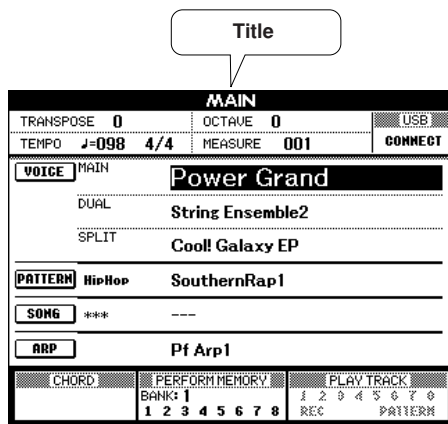 Title
MAIN
TRANSPOSE 0 OCTAVE 0 USB
TEMPO ♩=098 4/4 MEASURE 001 CONNECT
VOICE MAIN Power Grand
DUAL String Ensemble2
SPLIT Cool! Galaxy EP
PATTERN HipHop SouthernRap1
SONG *** ---
ARP Pf Arp1
CHORD PERFORM MEMORY PLAY TRACK
BANK: 1 1 2 3 4 5 6 7 8
1 2 3 4 5 6 7 8 REC PATTERN